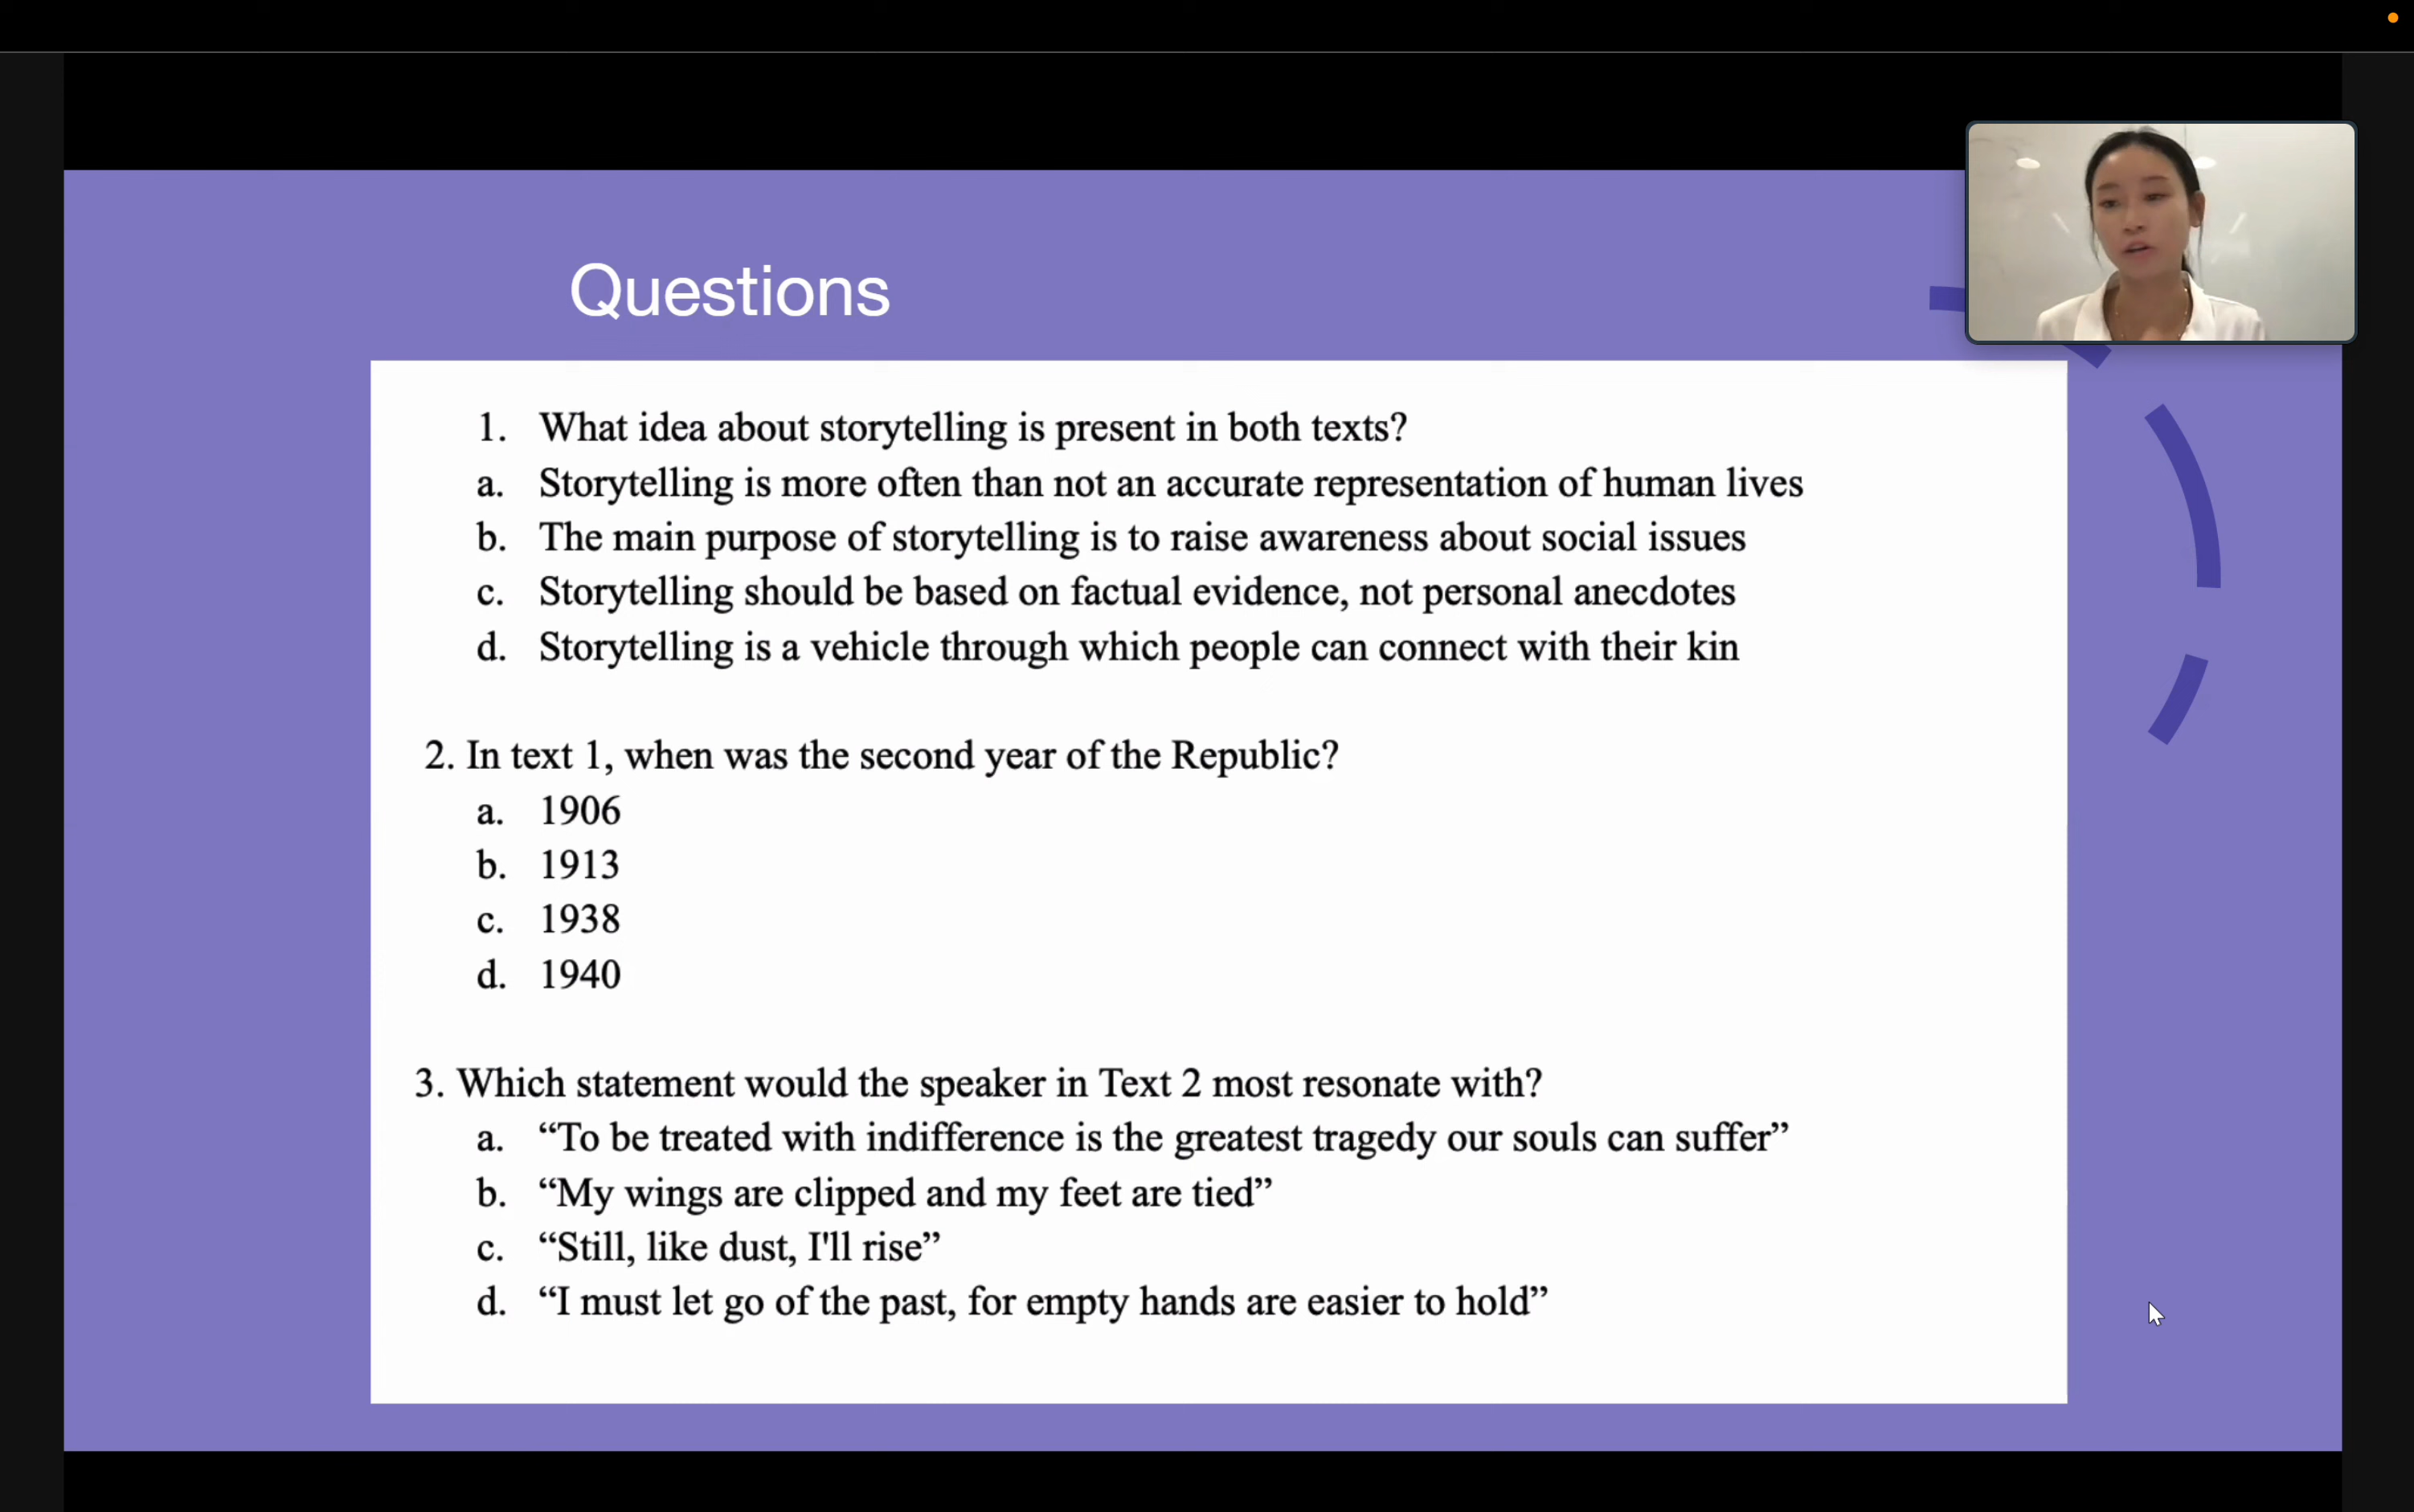 Questions
1. What idea about storytelling is present in both texts?
a. Storytelling is more often than not an accurate representation of human lives
b. The main purpose of storytelling is to raise awareness about social issues
c. Storytelling should be based on factual evidence, not personal anecdotes
d. Storytelling is a vehicle through which people can connect with their kin
2. In text 1, when was the second year of the Republic?
a. 1906
b. 1913
c. 1938
d. 1940
3. Which statement would the speaker in Text 2 most resonate with?
a. “To be treated with indifference is the greatest tragedy our souls can suffer”
b. “My wings are clipped and my feet are tied”
c. “Still, like dust, I'll rise”
d. “I must let go of the past, for empty hands are easier to hold”